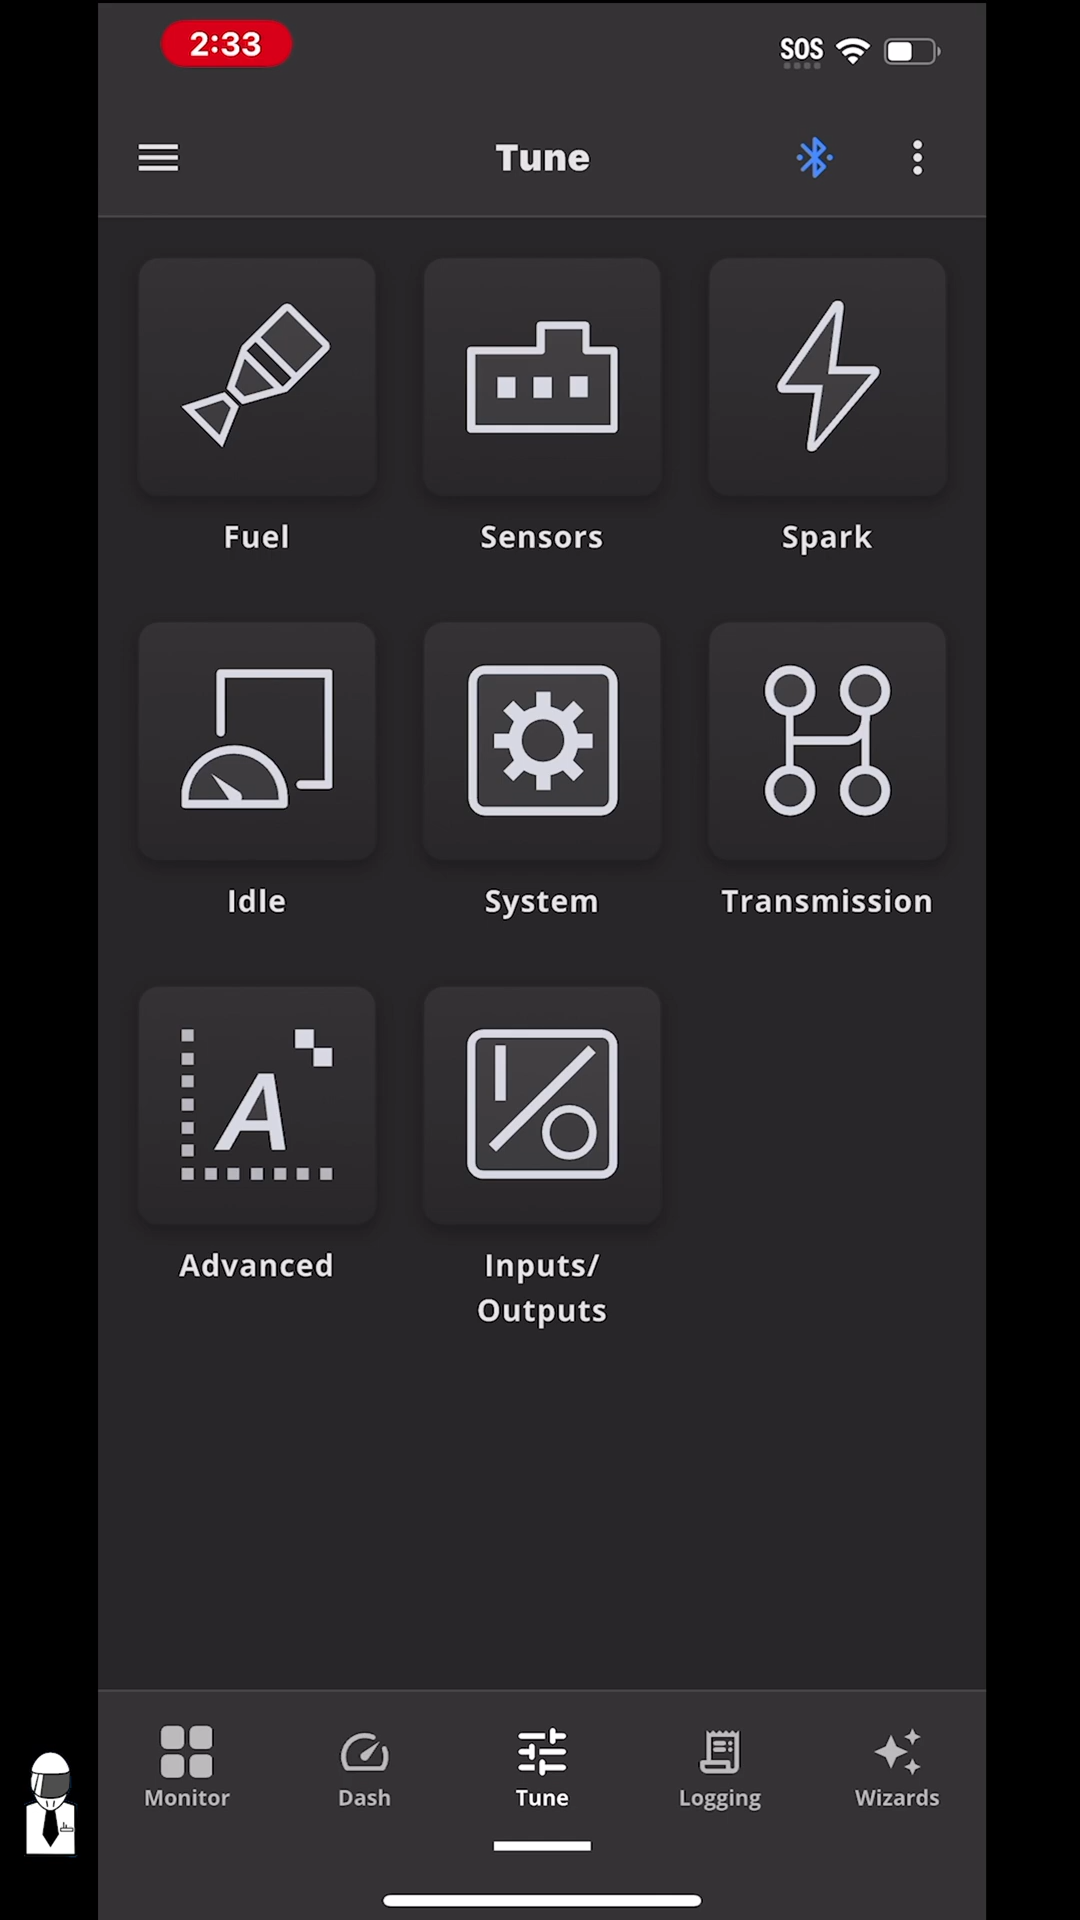 2:33
SOS
Tune
Fuel
Sensors
Spark
Idle
System
Transmission
A
Advanced
Inputs/
Outputs
Monitor
Dash
Tune
Logging
Wizards